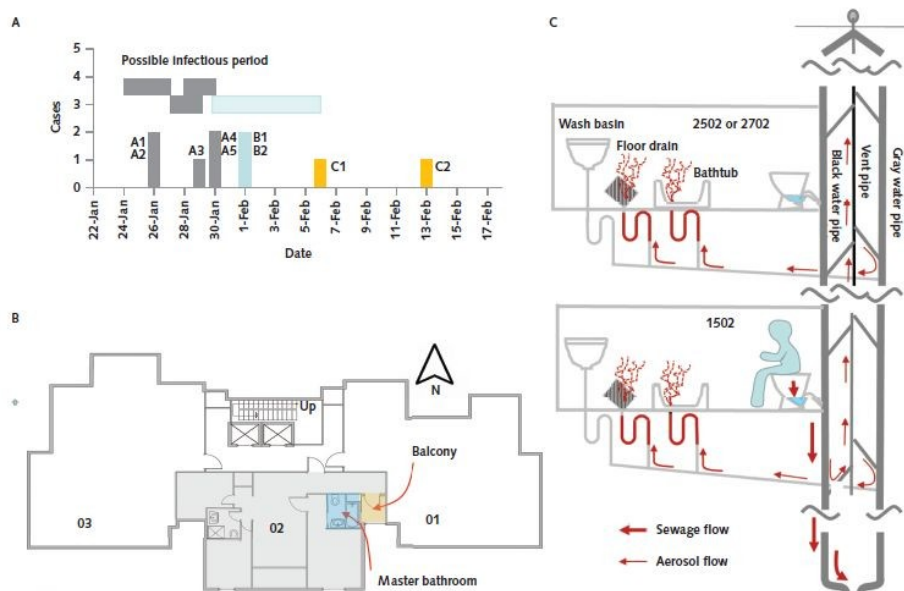 A
Possible infectious period
Cases
5
4
3
2
1
0
A1
A2
A3
A4
A5
B1
B2
C1
C2
22-Jan
24-Jan
26-Jan
28-Jan
30-Jan
1-Feb
3-Feb
5-Feb
7-Feb
9-Feb
11-Feb
13-Feb
15-Feb
17-Feb
Date
B
Up
N
Balcony
03
02
01
Master bathroom
C
Wash basin
2502 or 2702
Floor drain
Bathtub
Black water pipe
Vent pipe
Gray water pipe
1502
Sewage flow
Aerosol flow